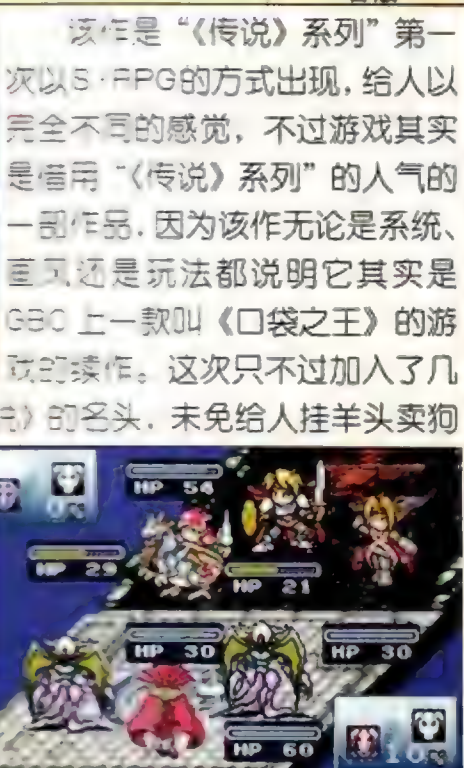 该作是“《传说》系列”第一
次以S·RPG的方式出现，给人以
完全不同的感觉，不过游戏其实
是借用“《传说》系列”的人气的
一部作品．因为该作无论是系统、
画风还是玩法都说明它其实是
GBC上一款叫《口袋之王》的游
戏的续作。这次只不过加入了几
》的名头．未免给人挂羊头卖狗
HP 54
HP 29
HP 21
HP 30
HP 30
HP 60